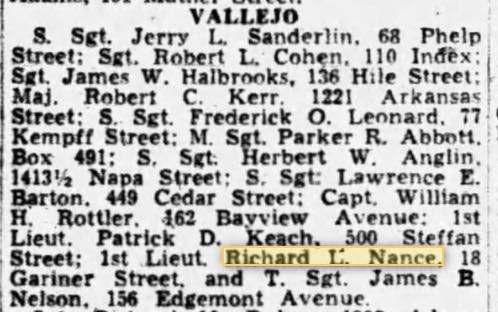 VALLEJO
S. Sgt. Jerry L. Sanderlin, 68 Phelp
Street; Sgt. Robert L. Cohen, 110 Index;
Sgt. James W. Halbrooks, 136 Hile Street;
Maj. Robert C. Kerr, 1221 Arkansas
Street; S. Sgt. Frederick O. Leonard, 77
Kempff Street; M. Sgt. Parker R. Abbott,
Box 491; S. Sgt. Herbert W. Anglin,
1413½ Napa Street; S. Sgt. Lawrence E.
Barton, 449 Cedar Street; Capt. William
H. Rottler, 462 Bayview Avenue; 1st
Lieut. Patrick D. Keach, 500 Steffan
Street; 1st Lieut. Richard L. Nance, 18
Gariner Street, and T. Sgt. James B.
Nelson, 156 Edgemont Avenue.